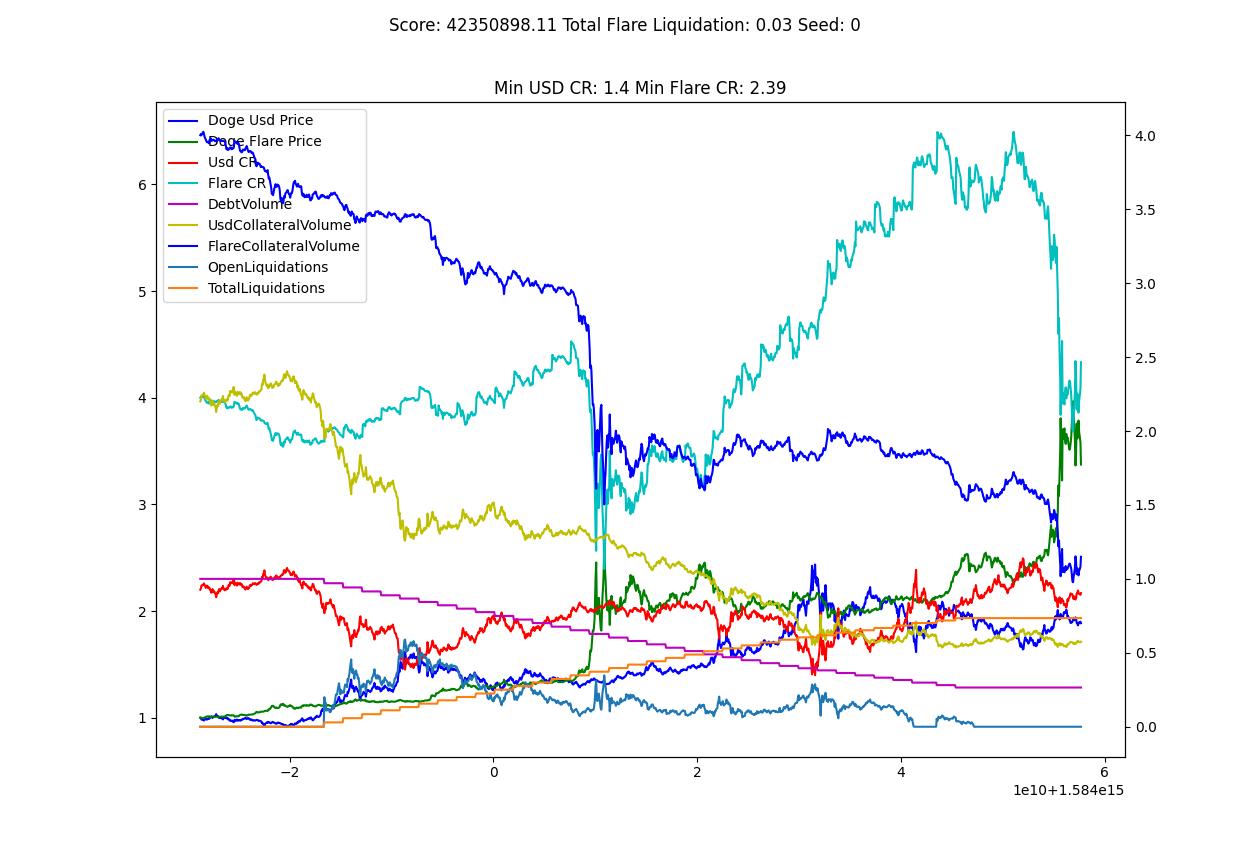 Score: 42350898.11 Total Flare Liquidation: 0.03 Seed: 0
Min USD CR: 1.4 Min Flare CR: 2.39
Doge Usd Price
Doge Flare Price
Usd CR
Flare CR
DebtVolume
UsdCollateralVolume
FlareCollateralVolume
OpenLiquidations
TotalLiquidations
6
5
4
3
2
1
4.0
3.5
3.0
2.5
2.0
1.5
1.0
0.5
0.0
−2 0 2 4 6
1e10+1.584e15